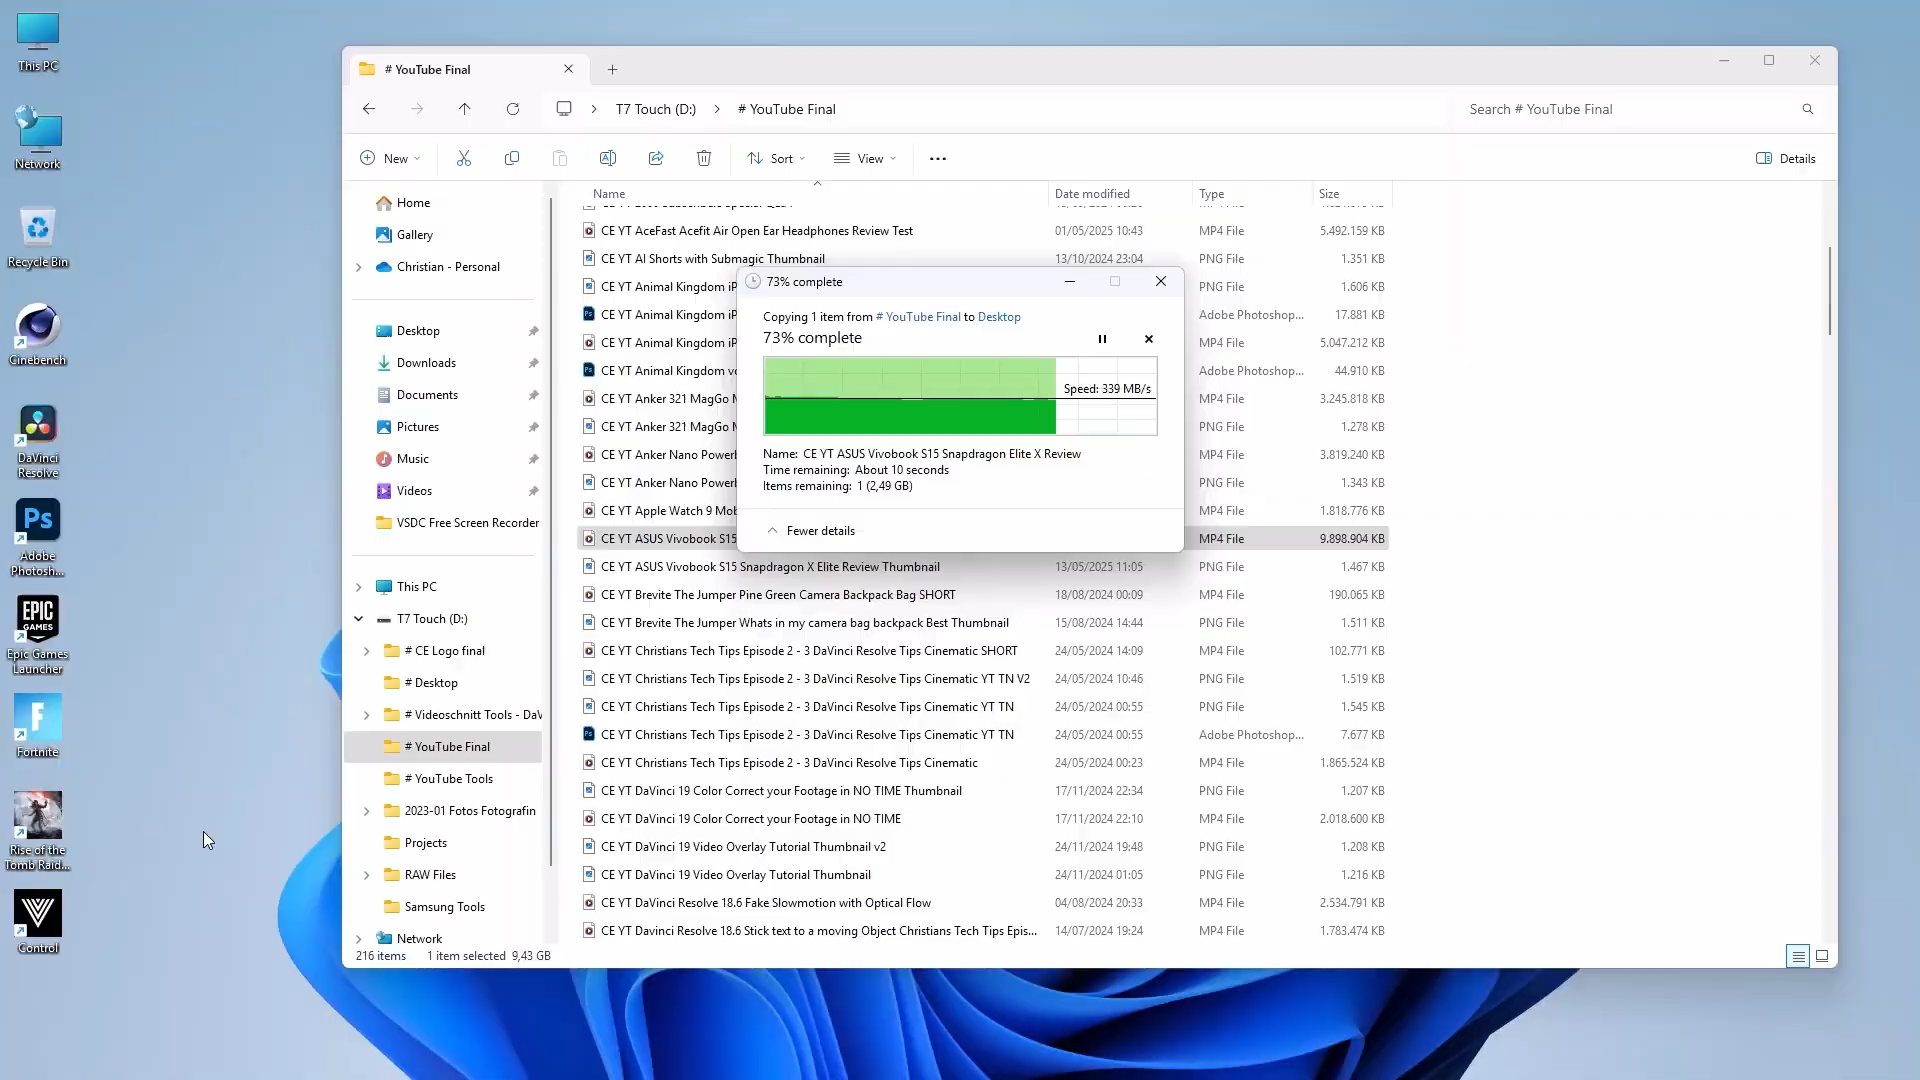 This PC
Network
Recycle Bin
Cinebench
DaVinci
Resolve
Ps
Adobe
Photosh...
EPIC
GAMES
Epic Games
Launcher
F
Fortnite
Rise of the
Tomb Raid...
Control
# YouTube Final
T7 Touch (D:)
# YouTube Final
Search # YouTube Final
New
Sort
View
Details
Home
Gallery
Christian - Personal
Desktop
Downloads
Documents
Pictures
Music
Videos
VSDC Free Screen Recorder
This PC
T7 Touch (D:)
# CE Logo final
# Desktop
# Videoschnitt Tools - DaV
# YouTube Final
# YouTube Tools
2023-01 Fotos Fotografin
Projects
RAW Files
Samsung Tools
Network
Name Date modified Type Size
CE YT AceFast Acefit Air Open Ear Headphones Review Test 01/05/2025 10:43 MP4 File 5.492.159 KB
CE YT AI Shorts with Submagic Thumbnail 13/10/2024 23:04 PNG File 1.351 KB
CE YT Animal Kingdom iP PNG File 1.606 KB
CE YT Animal Kingdom iP Adobe Photoshop... 17.881 KB
CE YT Animal Kingdom iP MP4 File 5.047.212 KB
CE YT Animal Kingdom vo Adobe Photoshop... 44.910 KB
CE YT Anker 321 MagGo MP4 File 3.245.818 KB
CE YT Anker 321 MagGo PNG File 1.278 KB
CE YT Anker Nano Powerb MP4 File 3.819.240 KB
CE YT Anker Nano Powerb PNG File 1.343 KB
CE YT Apple Watch 9 Mob MP4 File 1.818.776 KB
CE YT ASUS Vivobook S15 MP4 File 9.898.904 KB
CE YT ASUS Vivobook S15 Snapdragon X Elite Review Thumbnail 13/05/2025 11:05 PNG File 1.467 KB
CE YT Brevite The Jumper Pine Green Camera Backpack Bag SHORT 18/08/2024 00:09 MP4 File 190.065 KB
CE YT Brevite The Jumper Whats in my camera bag backpack Best Thumbnail 15/08/2024 14:44 PNG File 1.511 KB
CE YT Christians Tech Tips Episode 2 - 3 DaVinci Resolve Tips Cinematic SHORT 24/05/2024 14:09 MP4 File 102.771 KB
CE YT Christians Tech Tips Episode 2 - 3 DaVinci Resolve Tips Cinematic YT TN V2 24/05/2024 10:46 PNG File 1.519 KB
CE YT Christians Tech Tips Episode 2 - 3 DaVinci Resolve Tips Cinematic YT TN 24/05/2024 00:55 PNG File 1.545 KB
CE YT Christians Tech Tips Episode 2 - 3 DaVinci Resolve Tips Cinematic YT TN 24/05/2024 00:55 Adobe Photoshop... 7.677 KB
CE YT Christians Tech Tips Episode 2 - 3 DaVinci Resolve Tips Cinematic 24/05/2024 00:23 MP4 File 1.865.524 KB
CE YT DaVinci 19 Color Correct your Footage in NO TIME Thumbnail 17/11/2024 22:34 PNG File 1.207 KB
CE YT DaVinci 19 Color Correct your Footage in NO TIME 17/11/2024 22:10 MP4 File 2.018.600 KB
CE YT DaVinci 19 Video Overlay Tutorial Thumbnail v2 24/11/2024 19:48 PNG File 1.208 KB
CE YT DaVinci 19 Video Overlay Tutorial Thumbnail 24/11/2024 01:05 PNG File 1.216 KB
CE YT DaVinci Resolve 18.6 Fake Slowmotion with Optical Flow 04/08/2024 20:33 MP4 File 2.534.791 KB
CE YT Davinci Resolve 18.6 Stick text to a moving Object Christians Tech Tips Epis... 14/07/2024 19:24 MP4 File 1.783.474 KB
73% complete
Copying 1 item from # YouTube Final to Desktop
73% complete
Speed: 339 MB/s
Name: CE YT ASUS Vivobook S15 Snapdragon Elite X Review
Time remaining: About 10 seconds
Items remaining: 1 (2,49 GB)
Fewer details
216 items 1 item selected 9,43 GB